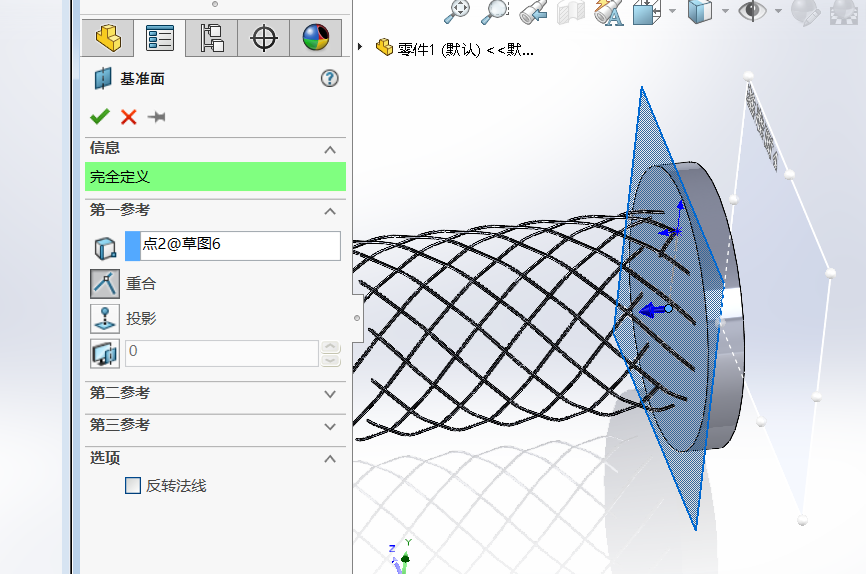 零件1 (默认) <<默...
基准面
信息
完全定义
第一参考
点2@草图6
重合
投影
0
第二参考
第三参考
选项
反转法线
Z
Y